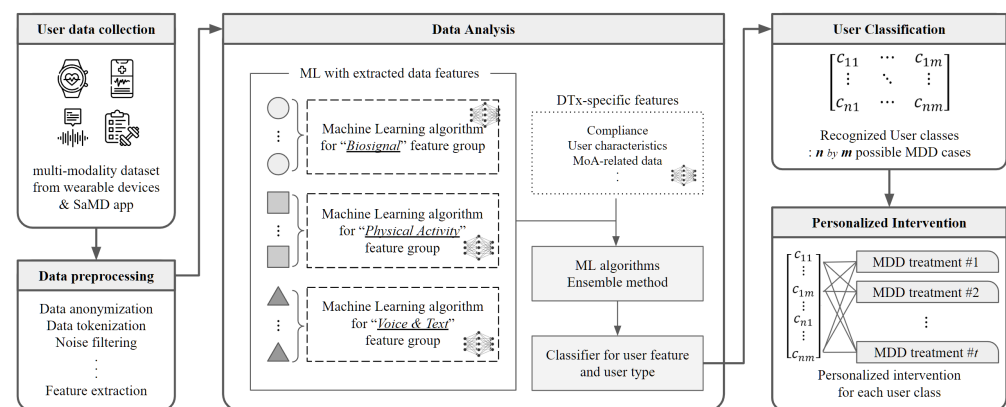 User data collection
multi-modality dataset
from wearable devices
& SaMD app
Data preprocessing
Data anonymization
Data tokenization
Noise filtering
⋮
Feature extraction
Data Analysis
ML with extracted data features
Machine Learning algorithm
for “Biosignal” feature group
Machine Learning algorithm
for “Physical Activity”
feature group
Machine Learning algorithm
for “Voice & Text”
feature group
DTx-specific features
Compliance
User characteristics
MoA-related data
⋮
ML algorithms
Ensemble method
Classifier for user feature
and user type
User Classification
c11 ⋯ c1m
⋮ ⋱ ⋮
cn1 ⋯ cnm
Recognized User classes
: n by m possible MDD cases
Personalized Intervention
c11
⋮
c1m
⋮
cn1
⋮
cnm
MDD treatment #1
MDD treatment #2
⋮
MDD treatment #t
Personalized intervention
for each user class